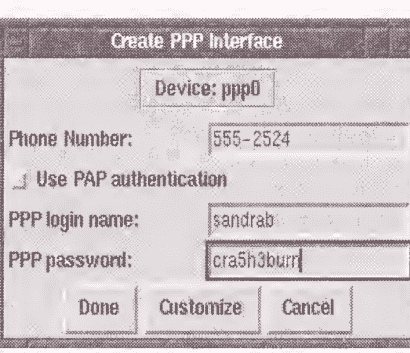 Create PPP Interface
Device: ppp0
Phone Number: 555-2524
Use PAP authentication
PPP login name: sandrab
PPP password: cra5h3burn
Done Customize Cancel